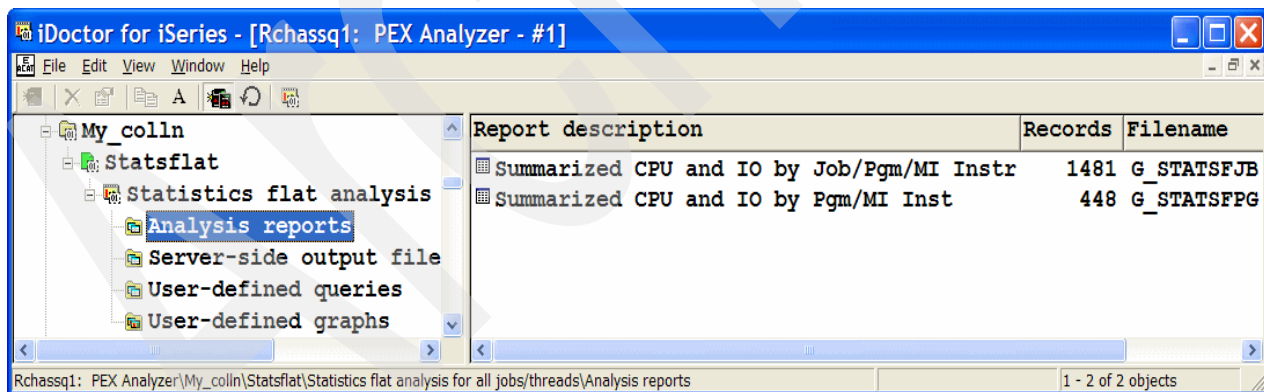 iDoctor for iSeries - [Rchassq1: PEX Analyzer - #1]
File Edit View Window Help
A
My_colln
Statsflat
Statistics flat analysis
Analysis reports
Server-side output file
User-defined queries
User-defined graphs
Report description Records Filename
Summarized CPU and IO by Job/Pgm/MI Instr 1481 G_STATSFJB
Summarized CPU and IO by Pgm/MI Inst 448 G_STATSFPG
Rchassq1: PEX Analyzer\My_colln\Statsflat\Statistics flat analysis for all jobs/threads\Analysis reports
1 - 2 of 2 objects